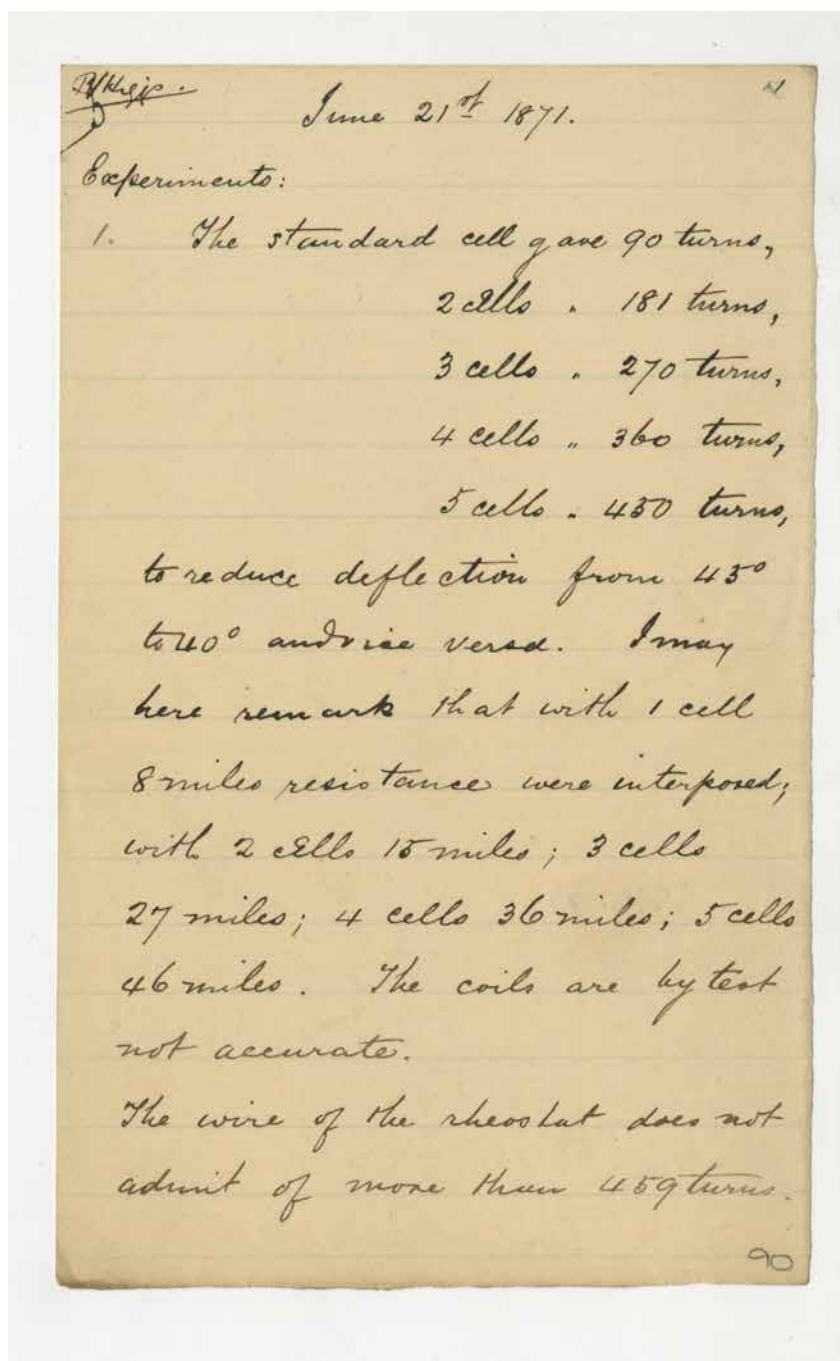 June 21st 1871.
1
Experiments:
1. The standard cell gave 90 turns,
2 cells " 181 turns,
3 cells " 270 turns,
4 cells " 360 turns,
5 cells " 450 turns,
to reduce deflection from 45°
to 40° and vice versa. I may
here remark that with 1 cell
8 miles resistance were interposed;
with 2 cells 15 miles; 3 cells
27 miles; 4 cells 36 miles; 5 cells
46 miles. The coils are by test
not accurate.
The wire of the rheostat does not
admit of more than 459 turns.
90